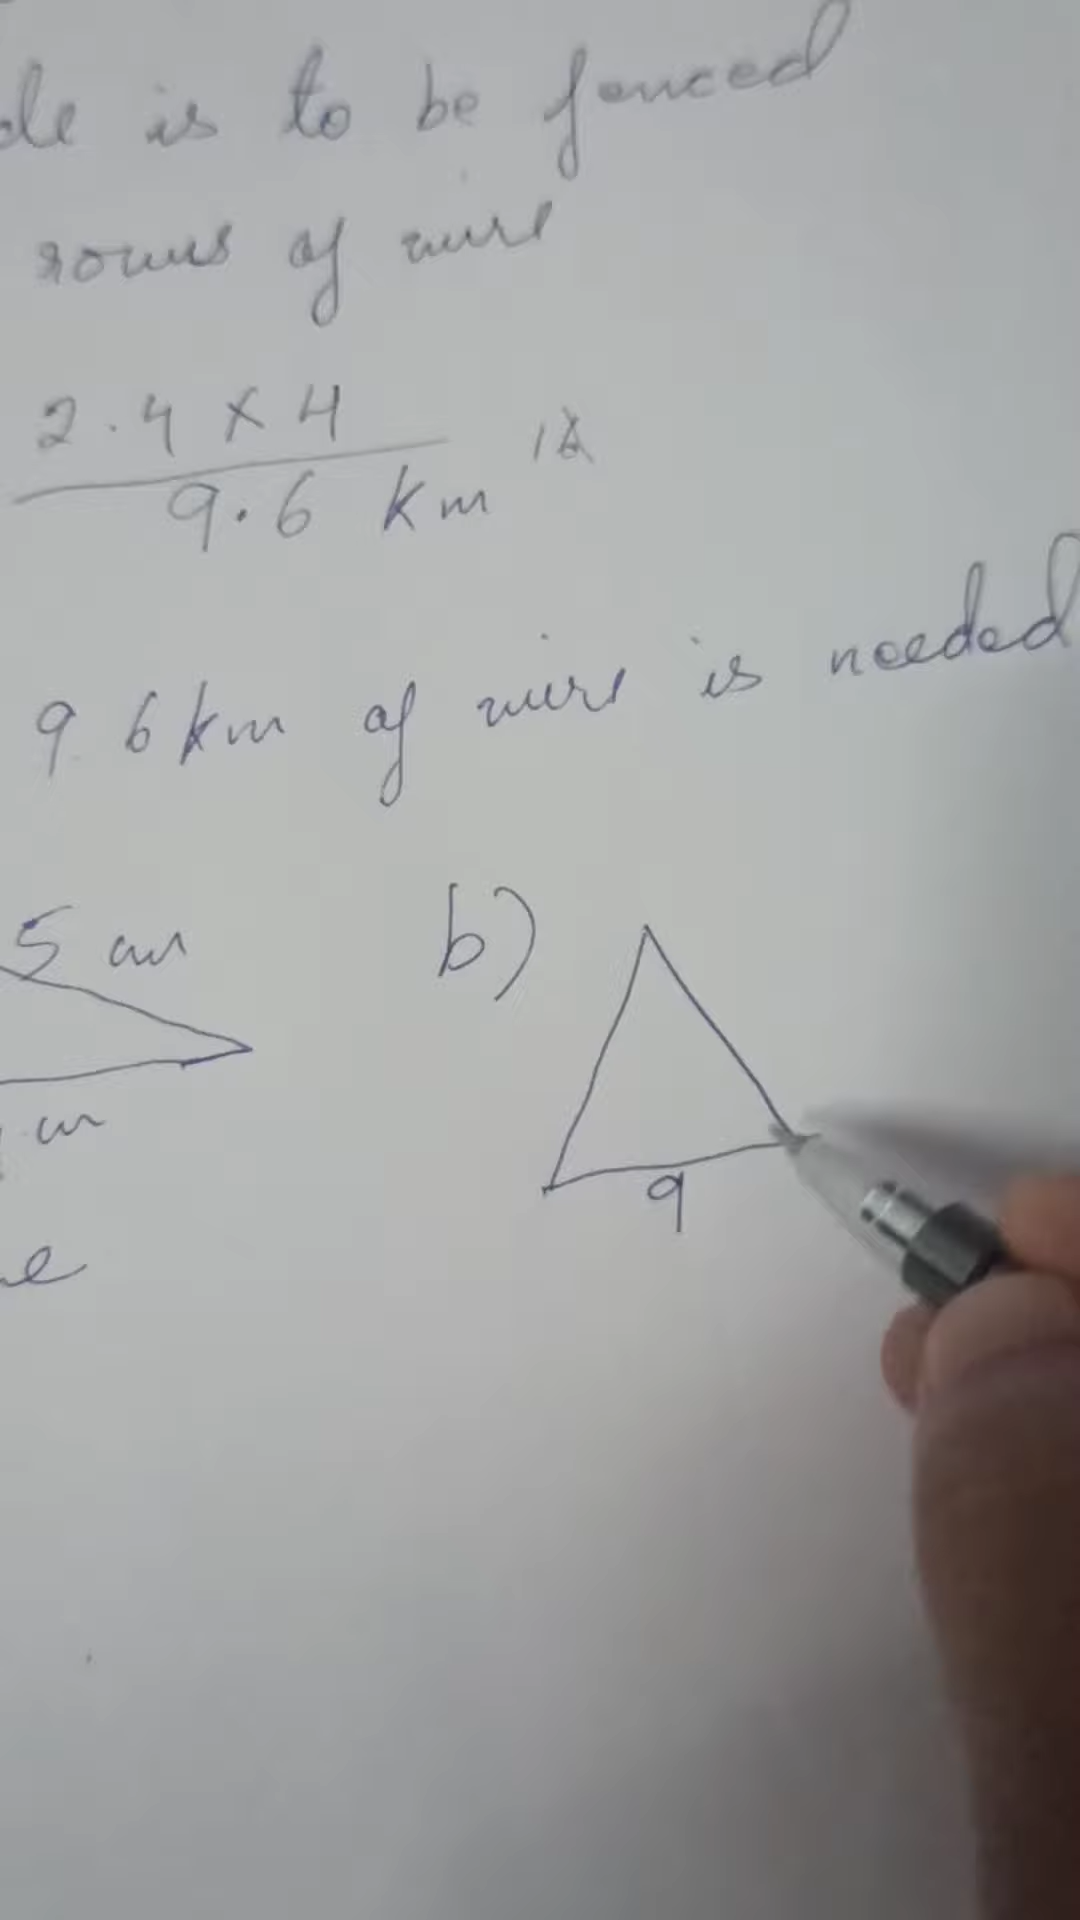 is to be fenced
rows of wire
2.4 × 4
9.6 km
9.6 km of wire is needed
5 cm
b)
cm
9